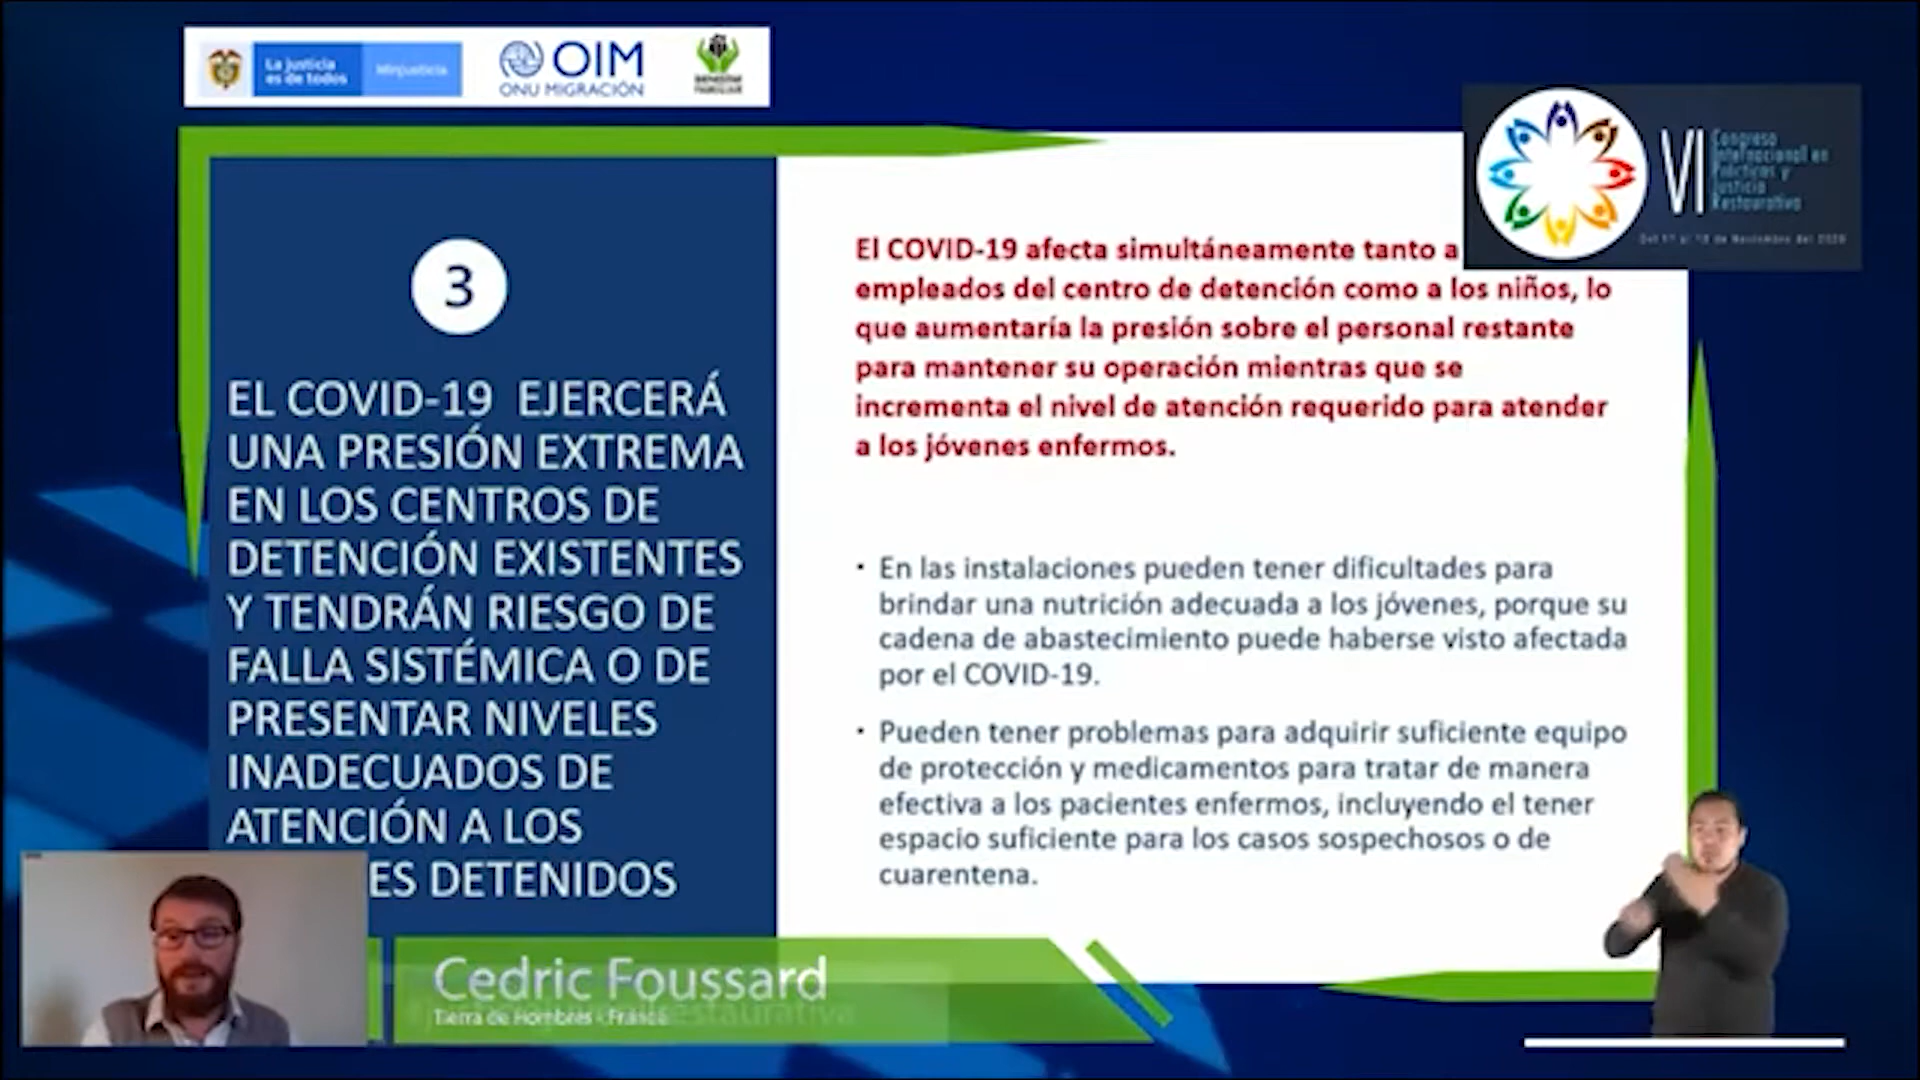 La justicia
es de todos
Minjusticia
OIM
ONU MIGRACIÓN
BIENESTAR
FAMILIAR
VI
Congreso
Internacional en
Prácticas y
Justicia
Restaurativa
3
EL COVID-19 EJERCERÁ
UNA PRESIÓN EXTREMA
EN LOS CENTROS DE
DETENCIÓN EXISTENTES
Y TENDRÁN RIESGO DE
FALLA SISTÉMICA O DE
PRESENTAR NIVELES
INADECUADOS DE
ATENCIÓN A LOS
ES DETENIDOS
El COVID-19 afecta simultáneamente tanto a
empleados del centro de detención como a los niños, lo
que aumentaría la presión sobre el personal restante
para mantener su operación mientras que se
incrementa el nivel de atención requerido para atender
a los jóvenes enfermos.
· En las instalaciones pueden tener dificultades para
brindar una nutrición adecuada a los jóvenes, porque su
cadena de abastecimiento puede haberse visto afectada
por el COVID-19.
· Pueden tener problemas para adquirir suficiente equipo
de protección y medicamentos para tratar de manera
efectiva a los pacientes enfermos, incluyendo el tener
espacio suficiente para los casos sospechosos o de
cuarentena.
Cedric Foussard
Tierra de Hombres - Francia